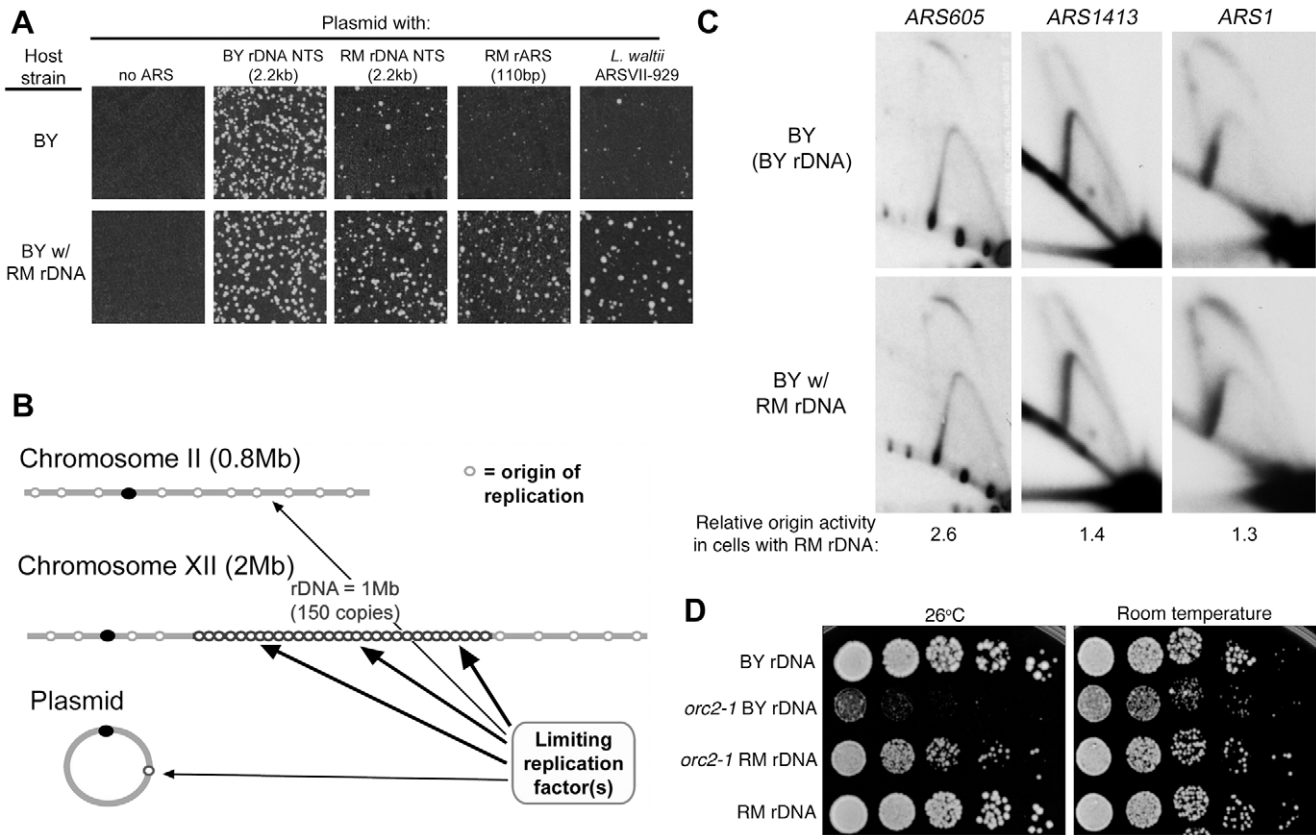 A
Plasmid with:
Host strain
no ARS
BY rDNA NTS (2.2kb)
RM rDNA NTS (2.2kb)
RM rARS (110bp)
L. waltii ARSVII-929
BY
BY w/ RM rDNA
B
Chromosome II (0.8Mb)
= origin of replication
Chromosome XII (2Mb)
rDNA = 1Mb
(150 copies)
Plasmid
Limiting replication factor(s)
C
ARS605 ARS1413 ARS1
BY
(BY rDNA)
BY w/
RM rDNA
Relative origin activity in cells with RM rDNA:
2.6 1.4 1.3
D
26°C Room temperature
BY rDNA
orc2-1 BY rDNA
orc2-1 RM rDNA
RM rDNA